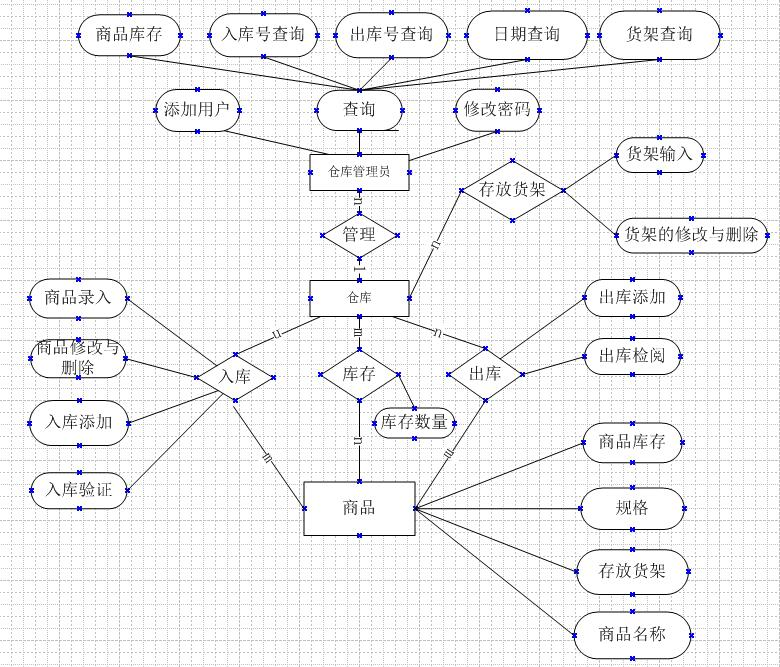 商品库存
入库号查询
出库号查询
日期查询
货架查询
添加用户
查询
修改密码
仓库管理员
存放货架
货架输入
n
管理
货架的修改与删除
n
1
仓库
商品录入
出库添加
n
m
n
商品修改与
删除
入库
库存
出库
出库检阅
入库添加
库存数量
商品库存
m
n
m
入库验证
商品
规格
存放货架
商品名称